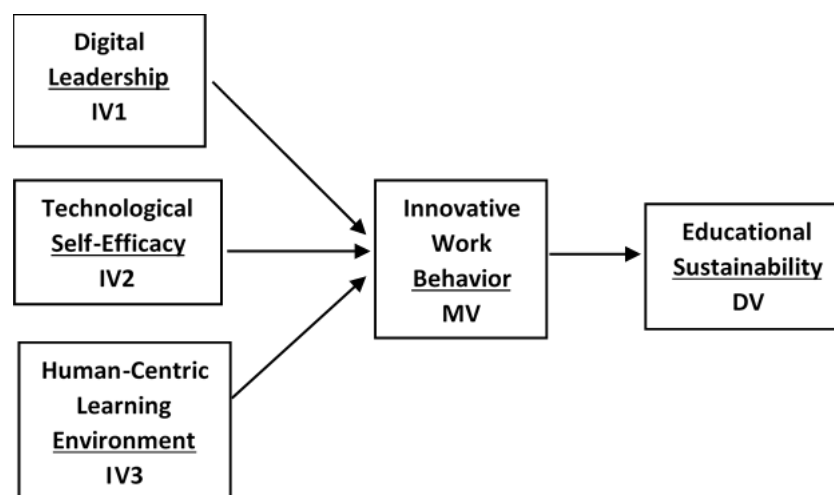 Digital
Leadership
IV1
Technological
Self-Efficacy
IV2
Human-Centric
Learning
Environment
IV3
Innovative
Work
Behavior
MV
Educational
Sustainability
DV